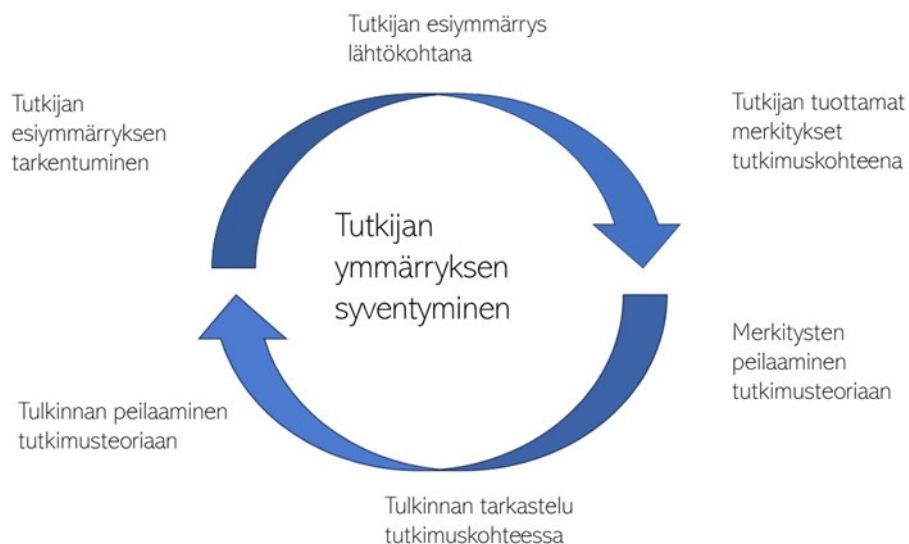 Tutkijan esiymmärrys
lähtökohtana
Tutkijan tuottamat
merkitykset
tutkimuskohteena
Merkitysten
peilaaminen
tutkimusteoriaan
Tulkinnan tarkastelu
tutkimuskohteessa
Tulkinnan peilaaminen
tutkimusteoriaan
Tutkijan
esiymmärryksen
tarkentuminen
Tutkijan
ymmärryksen
syventyminen